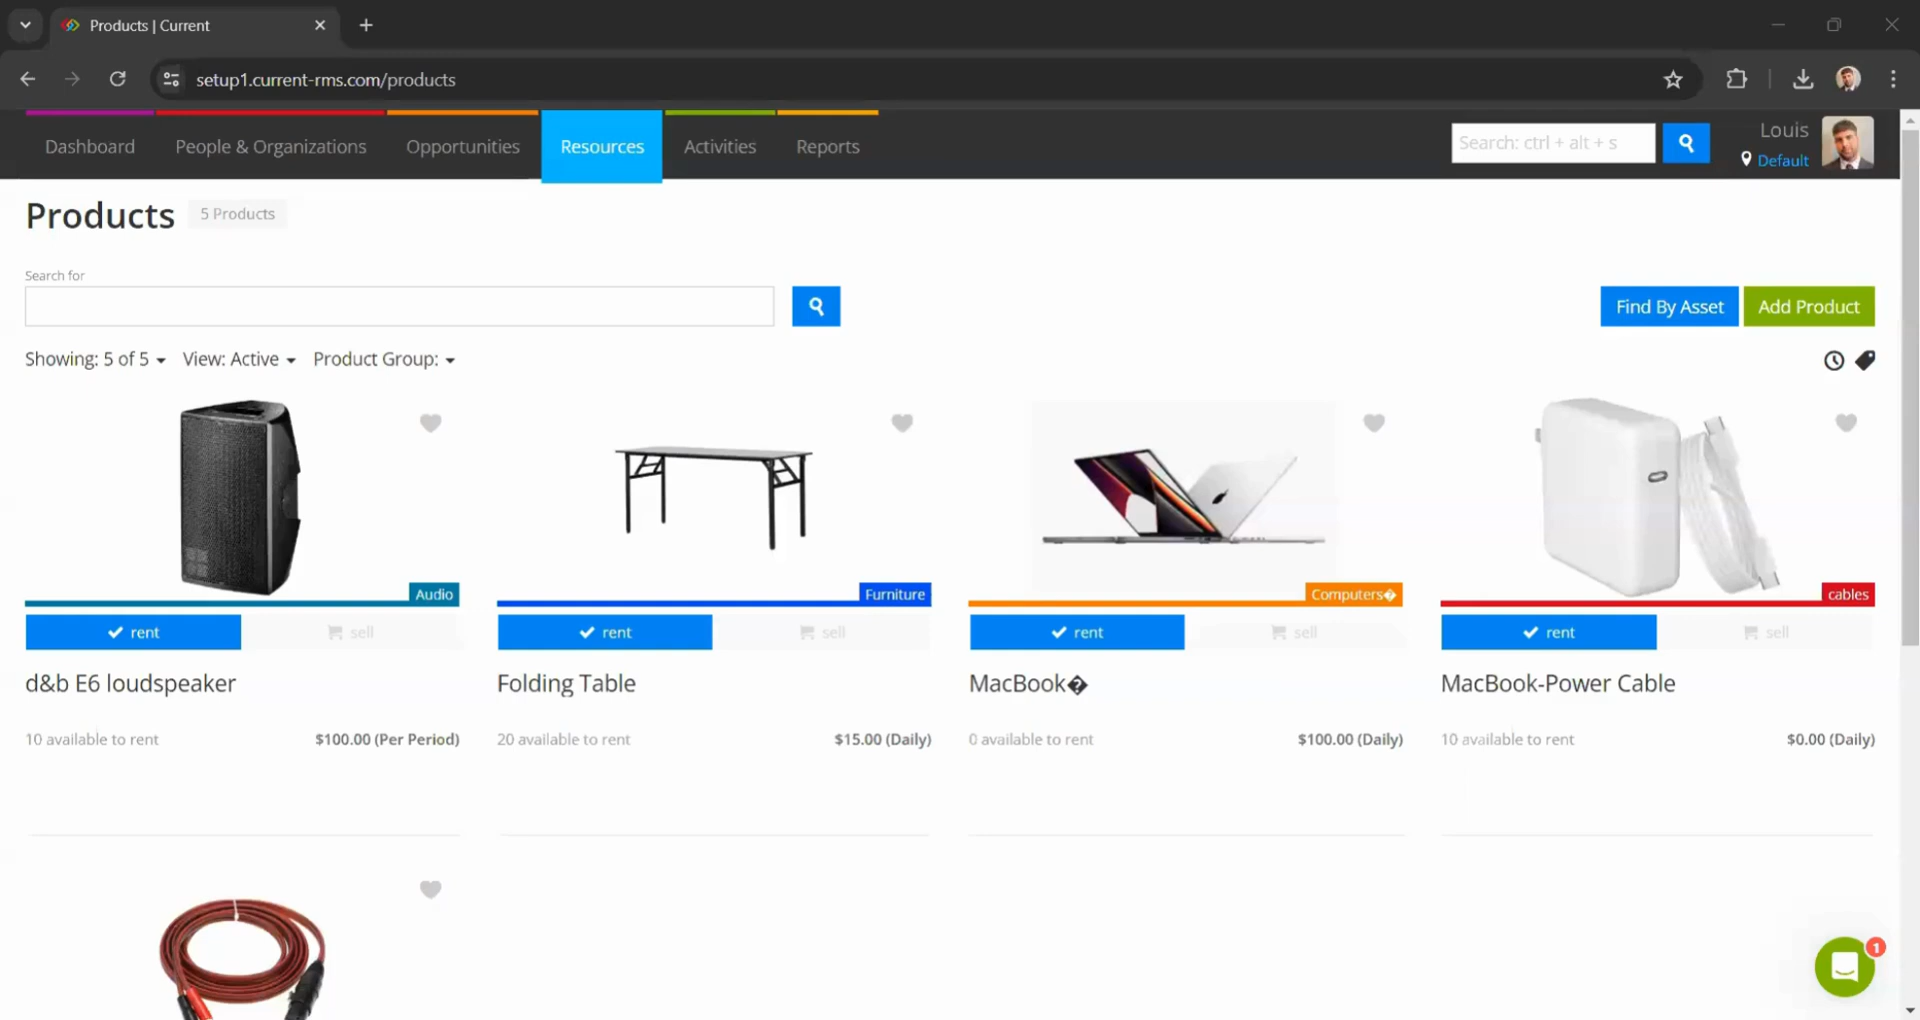 Products | Current
setup1.current-rms.com/products
Dashboard
People & Organizations
Opportunities
Resources
Activities
Reports
Search: ctrl + alt + s
Louis
Default
Products
5 Products
Search for
Find By Asset
Add Product
Showing: 5 of 5
View: Active
Product Group:
Audio
rent
sell
d&b E6 loudspeaker
10 available to rent
$100.00 (Per Period)
Furniture
rent
sell
Folding Table
20 available to rent
$15.00 (Daily)
Computers�
rent
sell
MacBook�
0 available to rent
$100.00 (Daily)
cables
rent
sell
MacBook-Power Cable
10 available to rent
$0.00 (Daily)
1